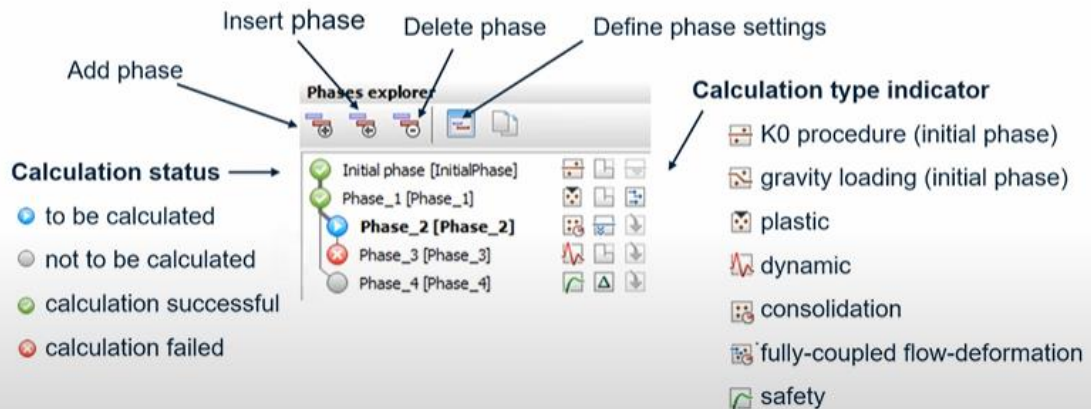 Insert phase
Delete phase
Define phase settings
Add phase
Phases explorer
Calculation status
to be calculated
not to be calculated
calculation successful
calculation failed
Initial phase [InitialPhase]
Phase_1 [Phase_1]
Phase_2 [Phase_2]
Phase_3 [Phase_3]
Phase_4 [Phase_4]
Calculation type indicator
K0 procedure (initial phase)
gravity loading (initial phase)
plastic
dynamic
consolidation
fully-coupled flow-deformation
safety